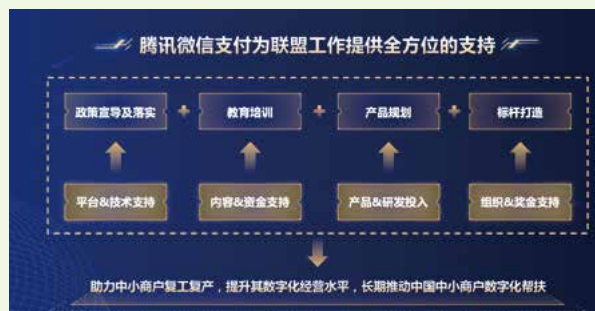 腾讯微信支付为联盟工作提供全方位的支持
政策宣导及落实 + 教育培训 + 产品规划 + 标杆打造
平台&技术支持 内容&资金支持 产品&研发投入 组织&奖金支持
助力中小商户复工复产，提升其数字化经营水平，长期推动中国中小商户数字化帮扶